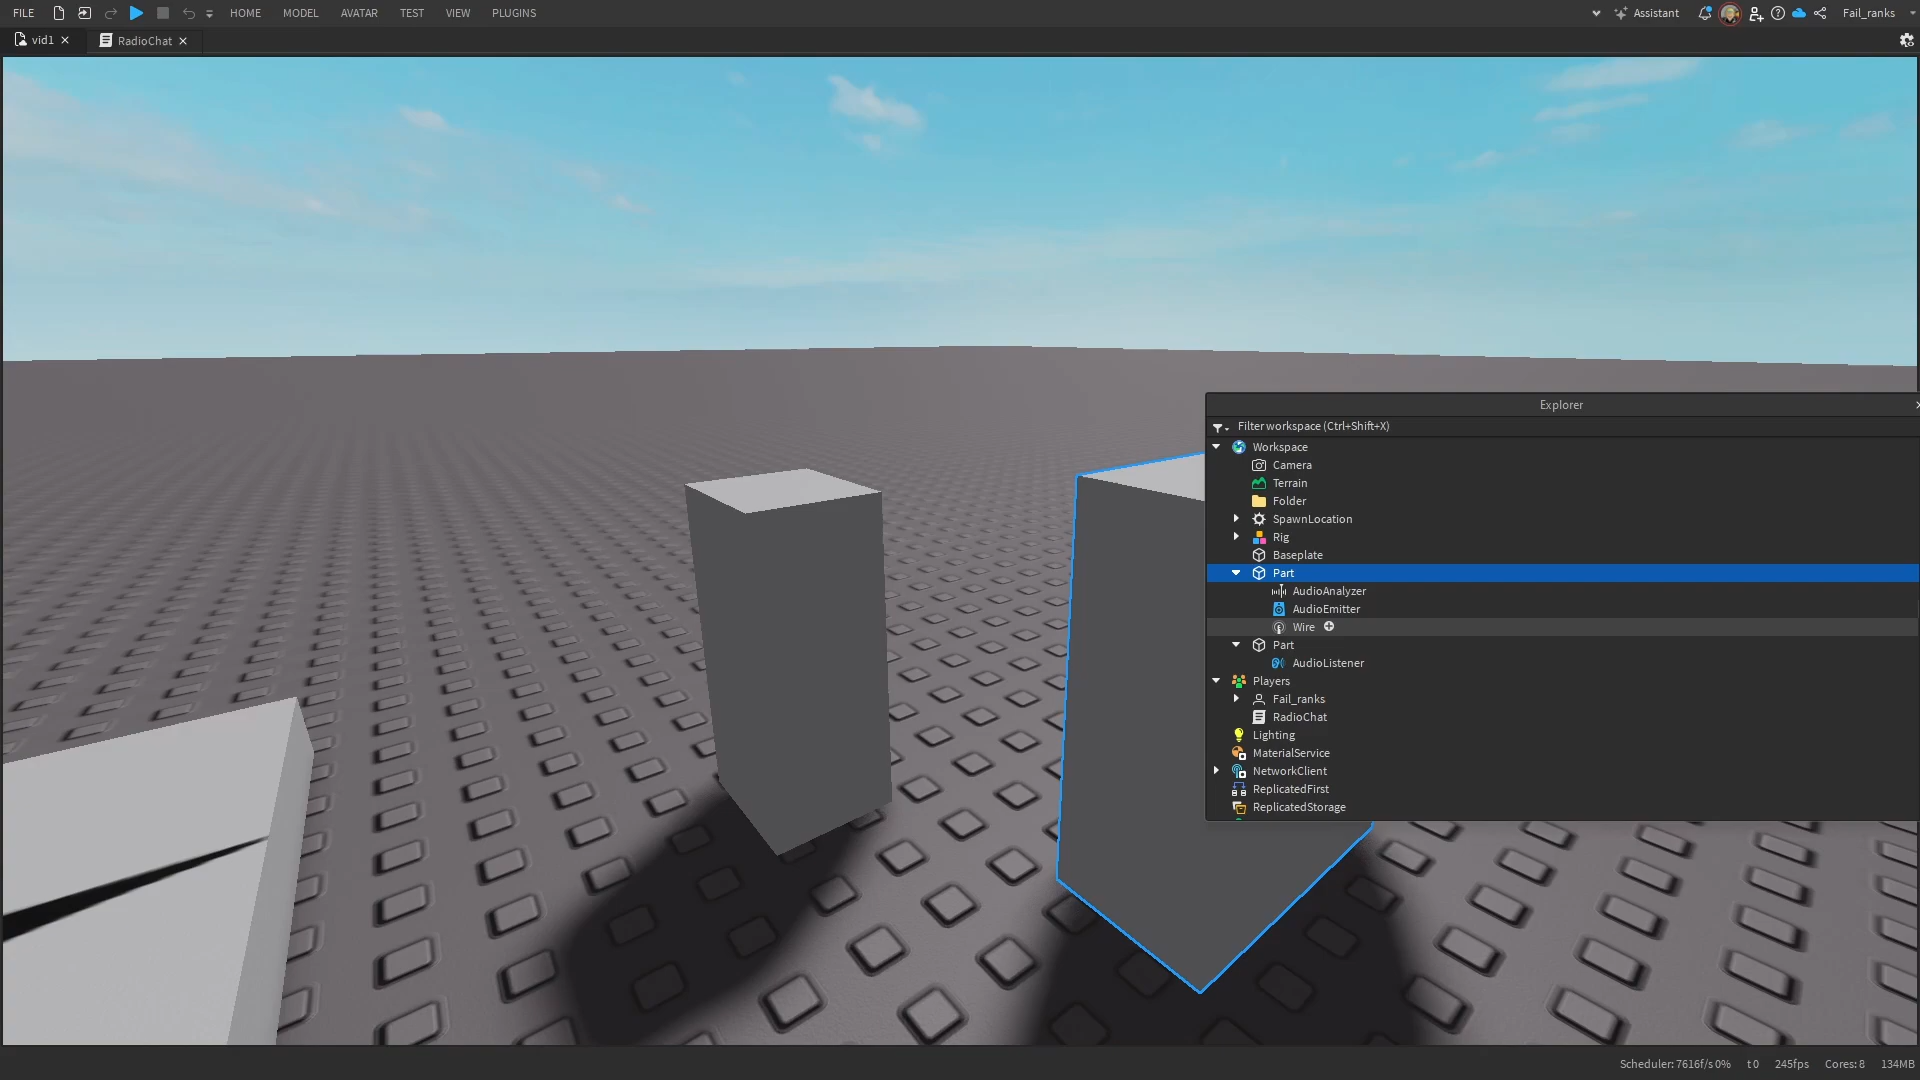 FILE HOME MODEL AVATAR TEST VIEW PLUGINS Assistant Fail_ranks
vid1 RadioChat
Explorer
Filter workspace (Ctrl+Shift+X)
Workspace
Camera
Terrain
Folder
SpawnLocation
Rig
Baseplate
Part
AudioAnalyzer
AudioEmitter
Wire
Part
AudioListener
Players
Fail_ranks
RadioChat
Lighting
MaterialService
NetworkClient
ReplicatedFirst
ReplicatedStorage
Scheduler: 7616f/s 0% t 0 245fps Cores: 8 134MB